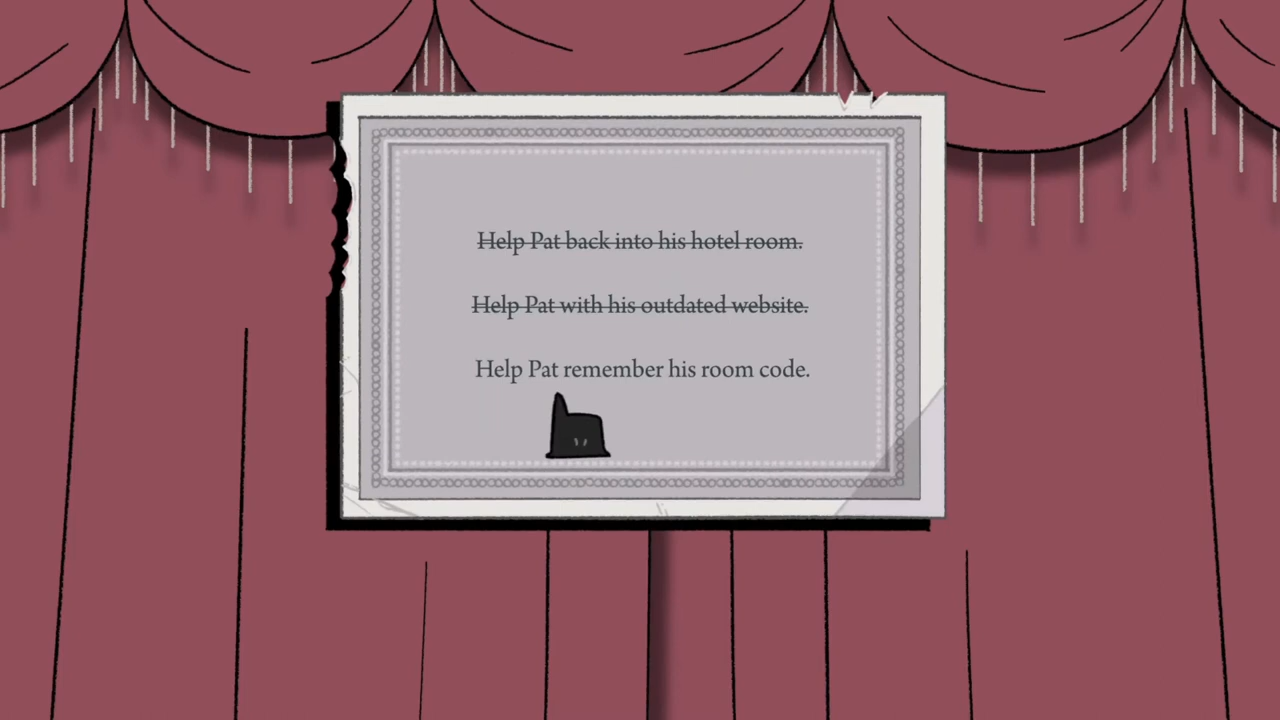 Help Pat back into his hotel room.
Help Pat with his outdated website.
Help Pat remember his room code.